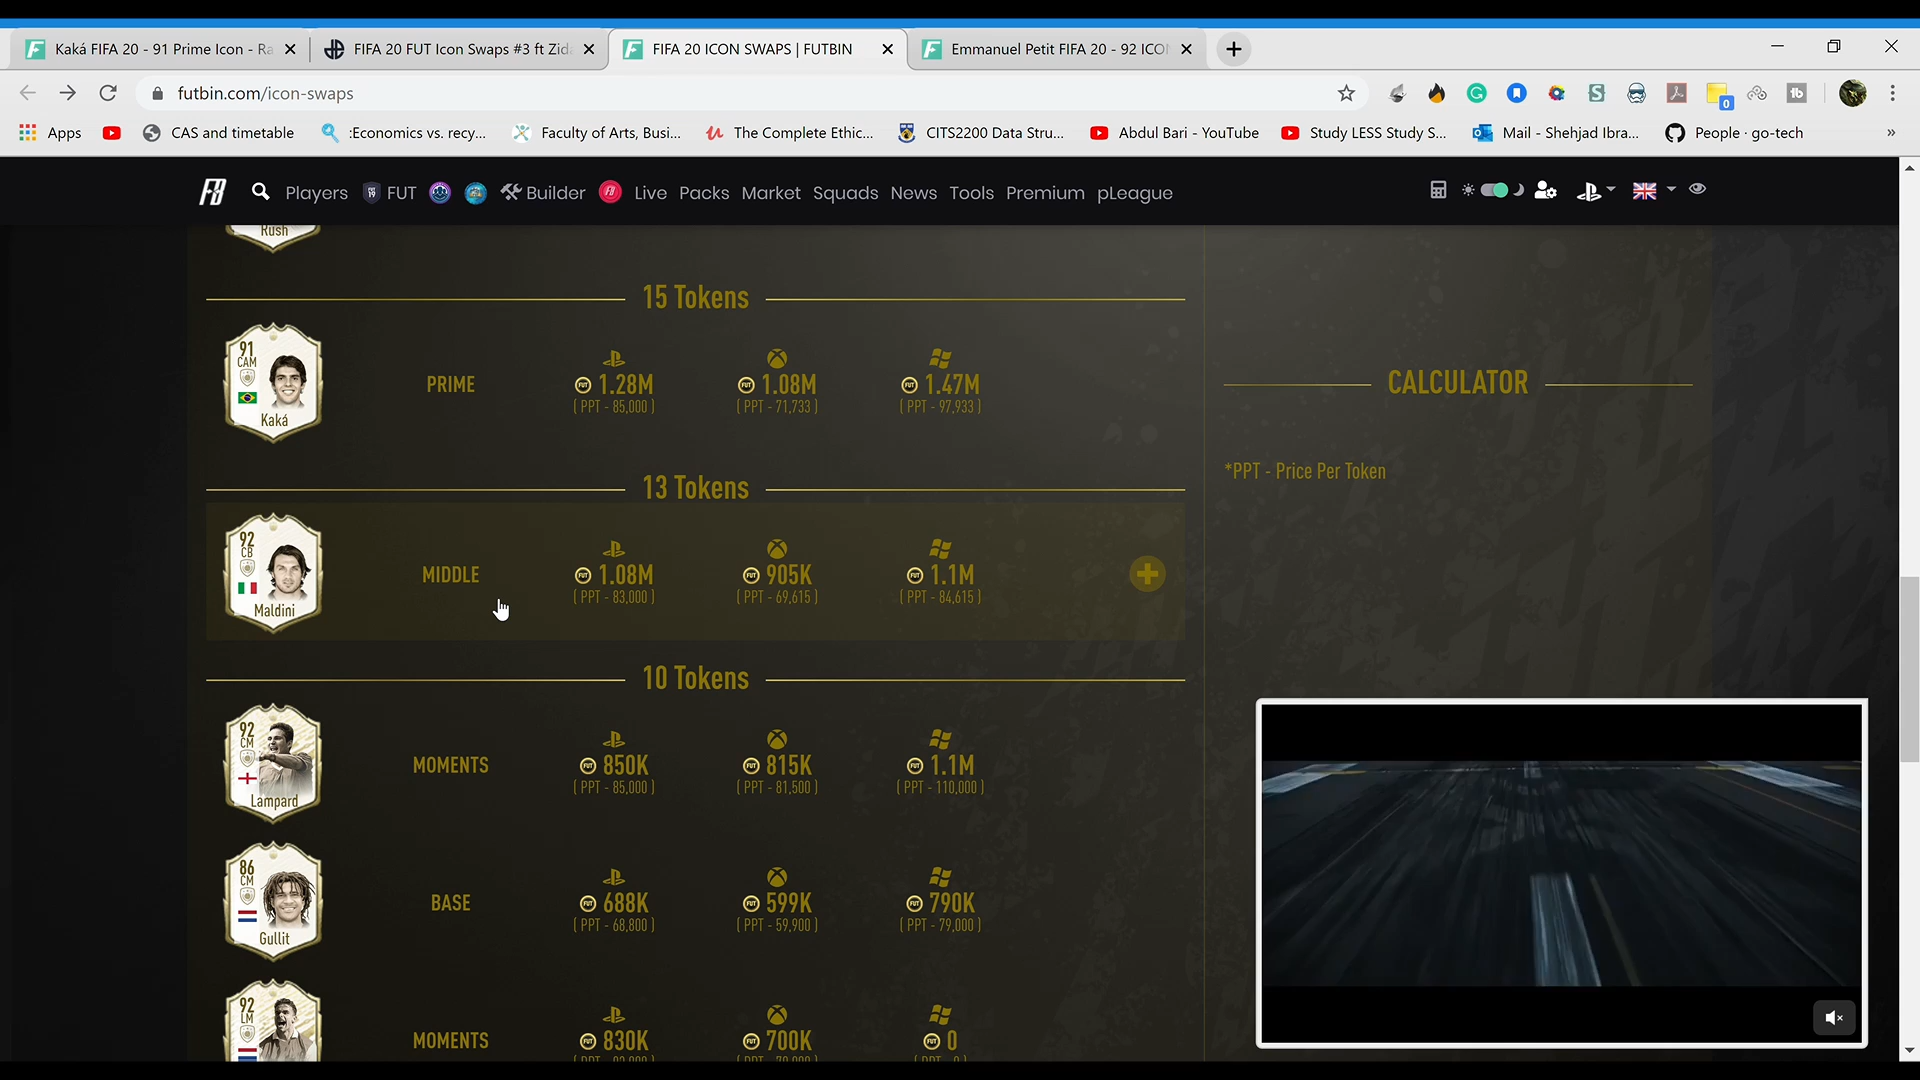 Kaká FIFA 20 - 91 Prime Icon - Ra
FIFA 20 FUT Icon Swaps #3 ft Zid
FIFA 20 ICON SWAPS | FUTBIN
Emmanuel Petit FIFA 20 - 92 ICO
futbin.com/icon-swaps
0
Apps
CAS and timetable
:Economics vs. recy...
Faculty of Arts, Busi...
The Complete Ethic...
CITS2200 Data Stru...
Abdul Bari - YouTube
Study LESS Study S...
Mail - Shehjad Ibra...
People · go-tech
»
Players
FUT
Builder
Live
Packs
Market
Squads
News
Tools
Premium
pLeague
Rush
15 Tokens
91
CAM
Kaká
PRIME
1.28M
1.08M
1.47M
( PPT - 85,000 )
( PPT - 71,733 )
( PPT - 97,933 )
CALCULATOR
*PPT - Price Per Token
13 Tokens
92
CB
Maldini
MIDDLE
1.08M
905K
1.1M
( PPT - 83,000 )
( PPT - 69,615 )
( PPT - 84,615 )
10 Tokens
92
CM
Lampard
MOMENTS
850K
815K
1.1M
( PPT - 85,000 )
( PPT - 81,500 )
( PPT - 110,000 )
86
CM
Gullit
BASE
688K
599K
790K
( PPT - 68,800 )
( PPT - 59,900 )
( PPT - 79,000 )
92
LM
MOMENTS
830K
700K
0